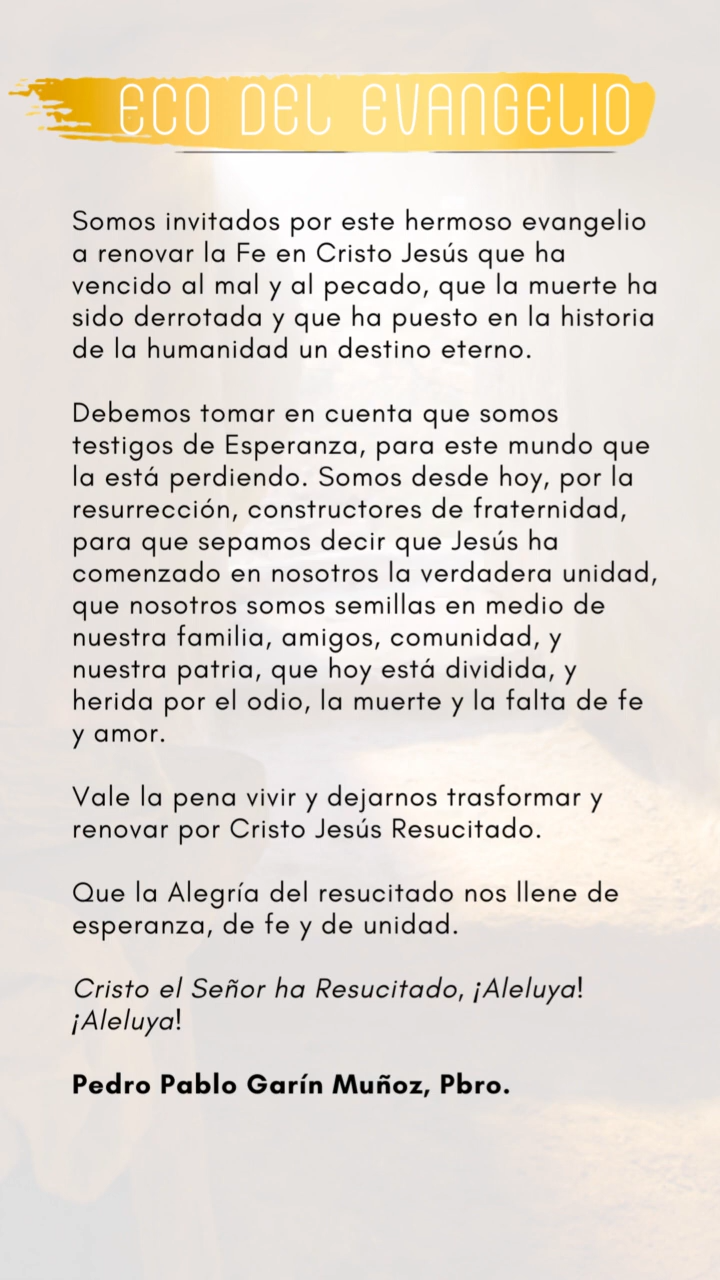 ECO DEL EVANGELIO
Somos invitados por este hermoso evangelio
a renovar la Fe en Cristo Jesús que ha
vencido al mal y al pecado, que la muerte ha
sido derrotada y que ha puesto en la historia
de la humanidad un destino eterno.
Debemos tomar en cuenta que somos
testigos de Esperanza, para este mundo que
la está perdiendo. Somos desde hoy, por la
resurrección, constructores de fraternidad,
para que sepamos decir que Jesús ha
comenzado en nosotros la verdadera unidad,
que nosotros somos semillas en medio de
nuestra familia, amigos, comunidad, y
nuestra patria, que hoy está dividida, y
herida por el odio, la muerte y la falta de fe
y amor.
Vale la pena vivir y dejarnos trasformar y
renovar por Cristo Jesús Resucitado.
Que la Alegría del resucitado nos llene de
esperanza, de fe y de unidad.
Cristo el Señor ha Resucitado, ¡Aleluya!
¡Aleluya!
Pedro Pablo Garín Muñoz, Pbro.